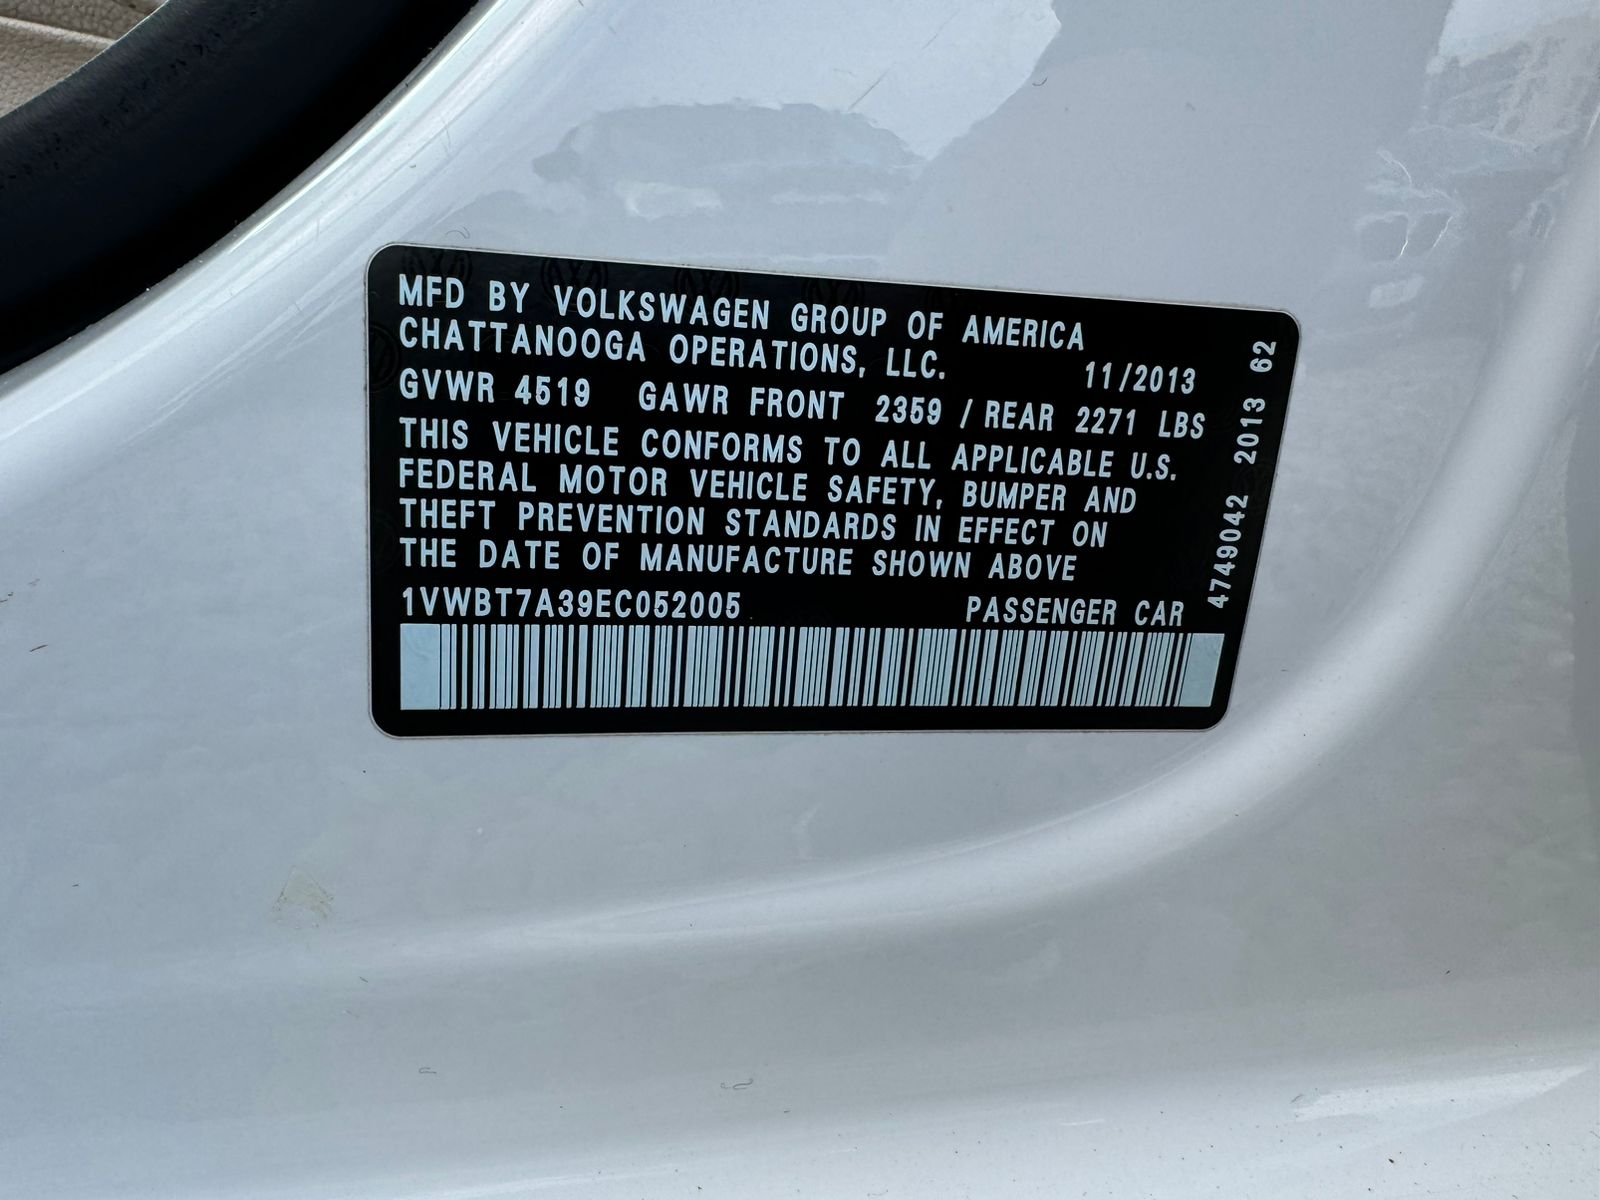 MFD BY VOLKSWAGEN GROUP OF AMERICA
CHATTANOOGA OPERATIONS, LLC. 11/2013
GVWR 4519 GAWR FRONT 2359 / REAR 2271 LBS
THIS VEHICLE CONFORMS TO ALL APPLICABLE U.S.
FEDERAL MOTOR VEHICLE SAFETY, BUMPER AND
THEFT PREVENTION STANDARDS IN EFFECT ON
THE DATE OF MANUFACTURE SHOWN ABOVE
1VWBT7A39EC052005 PASSENGER CAR
4749042 2013 62